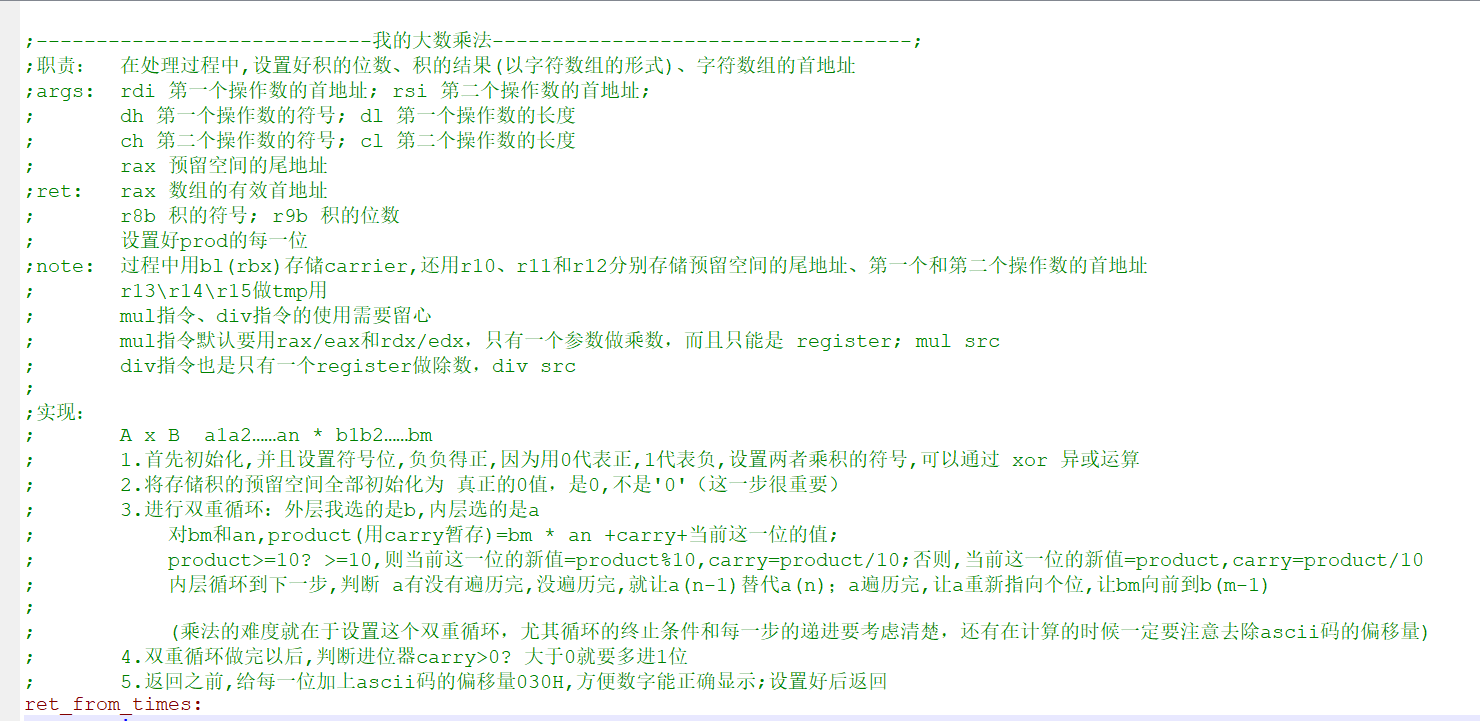 ;----------------------------我的大数乘法-----------------------------------;
;职责:   在处理过程中,设置好积的位数、积的结果(以字符数组的形式)、字符数组的首地址
;args:  rdi 第一个操作数的首地址; rsi 第二个操作数的首地址;
;       dh 第一个操作数的符号; dl 第一个操作数的长度
;       ch 第二个操作数的符号; cl 第二个操作数的长度
;       rax 预留空间的尾地址
;ret:   rax 数组的有效首地址
;       r8b 积的符号; r9b 积的位数
;       设置好prod的每一位
;note:  过程中用bl(rbx)存储carrier,还用r10、r11和r12分别存储预留空间的尾地址、第一个和第二个操作数的首地址
;       r13\r14\r15做tmp用
;       mul指令、div指令的使用需要留心
;       mul指令默认要用rax/eax和rdx/edx，只有一个参数做乘数，而且只能是 register; mul src
;       div指令也是只有一个register做除数，div src
;
;实现:
;       A x B  a1a2……an * b1b2……bm
;       1.首先初始化,并且设置符号位,负负得正,因为用0代表正,1代表负,设置两者乘积的符号,可以通过 xor 异或运算
;       2.将存储积的预留空间全部初始化为 真正的0值，是0,不是'0'（这一步很重要）
;       3.进行双重循环：外层我选的是b,内层选的是a
;           对bm和an,product(用carry暂存)=bm * an +carry+当前这一位的值;
;           product>=10? >=10,则当前这一位的新值=product%10,carry=product/10;否则,当前这一位的新值=product,carry=product/10
;           内层循环到下一步,判断 a有没有遍历完,没遍历完,就让a(n-1)替代a(n)；a遍历完,让a重新指向个位,让bm向前到b(m-1)
;
;           (乘法的难度就在于设置这个双重循环，尤其循环的终止条件和每一步的递进要考虑清楚，还有在计算的时候一定要注意去除ascii码的偏移量)
;       4.双重循环做完以后,判断进位器carry>0? 大于0就要多进1位
;       5.返回之前,给每一位加上ascii码的偏移量030H,方便数字能正确显示;设置好后返回
ret_from_times: